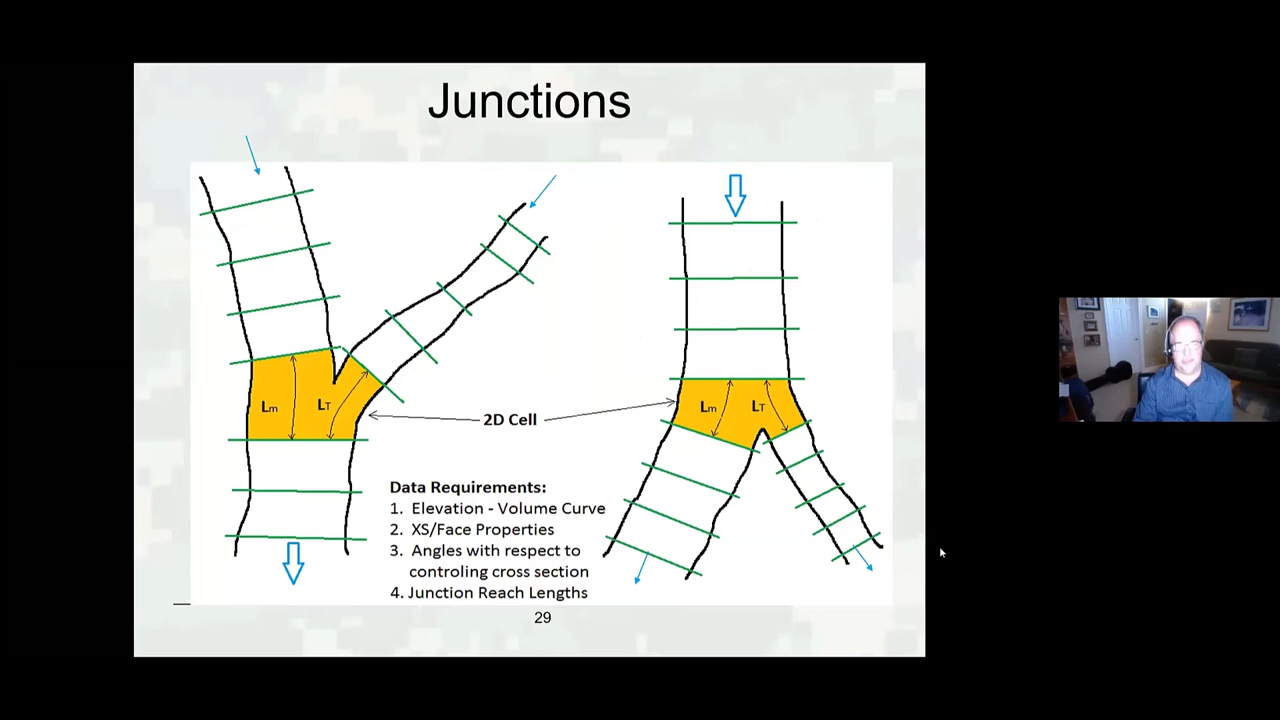 Junctions
Lm
LT
2D Cell
Lm
LT
Data Requirements:
1. Elevation - Volume Curve
2. XS/Face Properties
3. Angles with respect to
controling cross section
4. Junction Reach Lengths
29